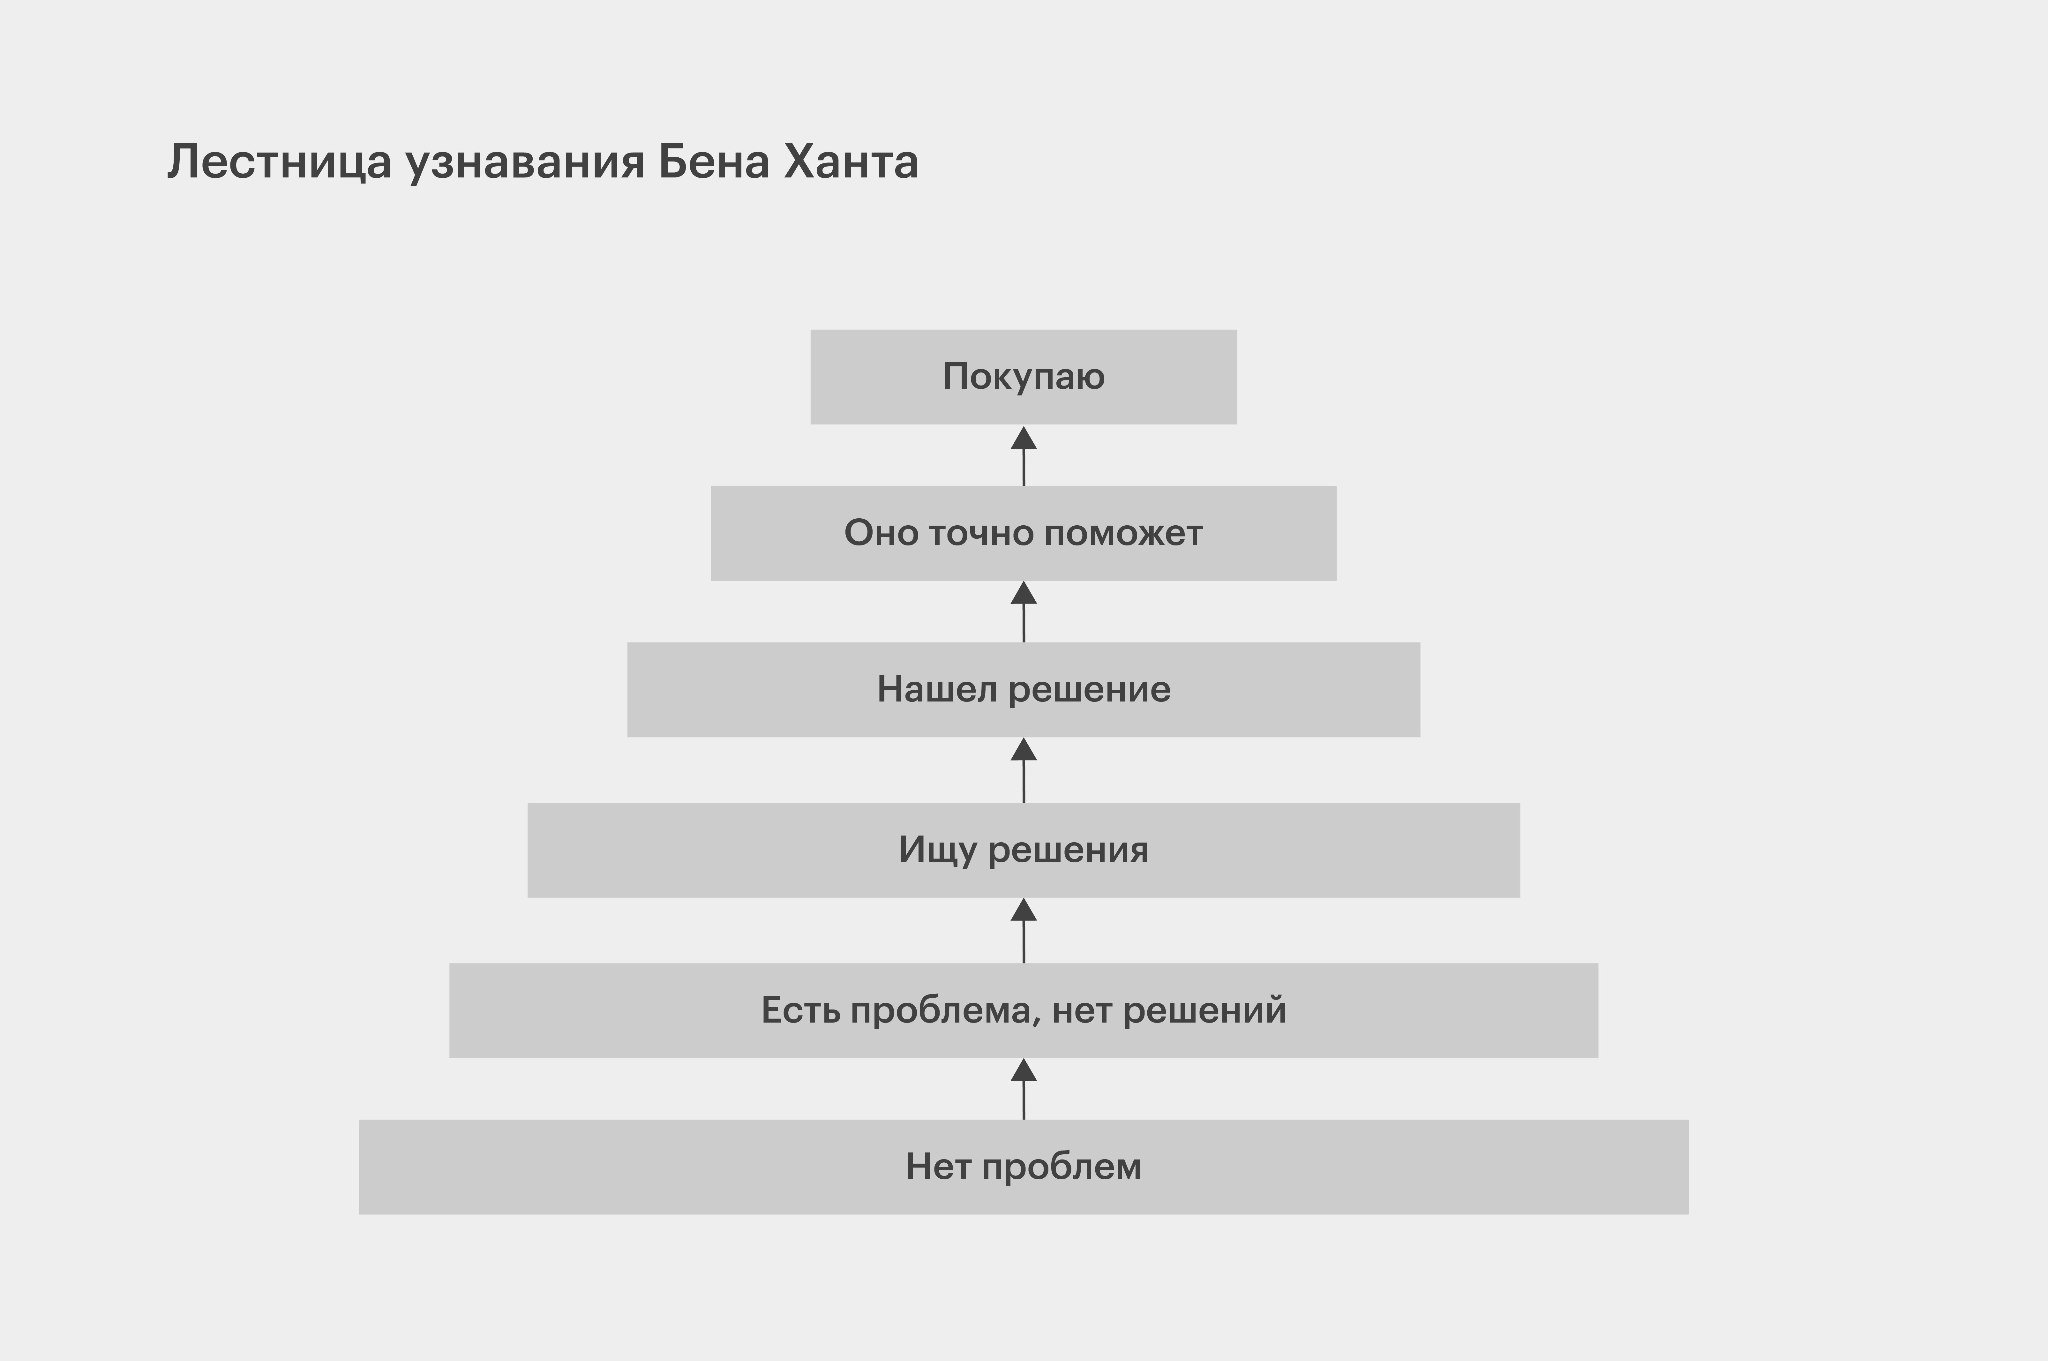 Лестница узнавания Бена Ханта
Покупаю
Оно точно поможет
Нашел решение
Ищу решения
Есть проблема, нет решений
Нет проблем